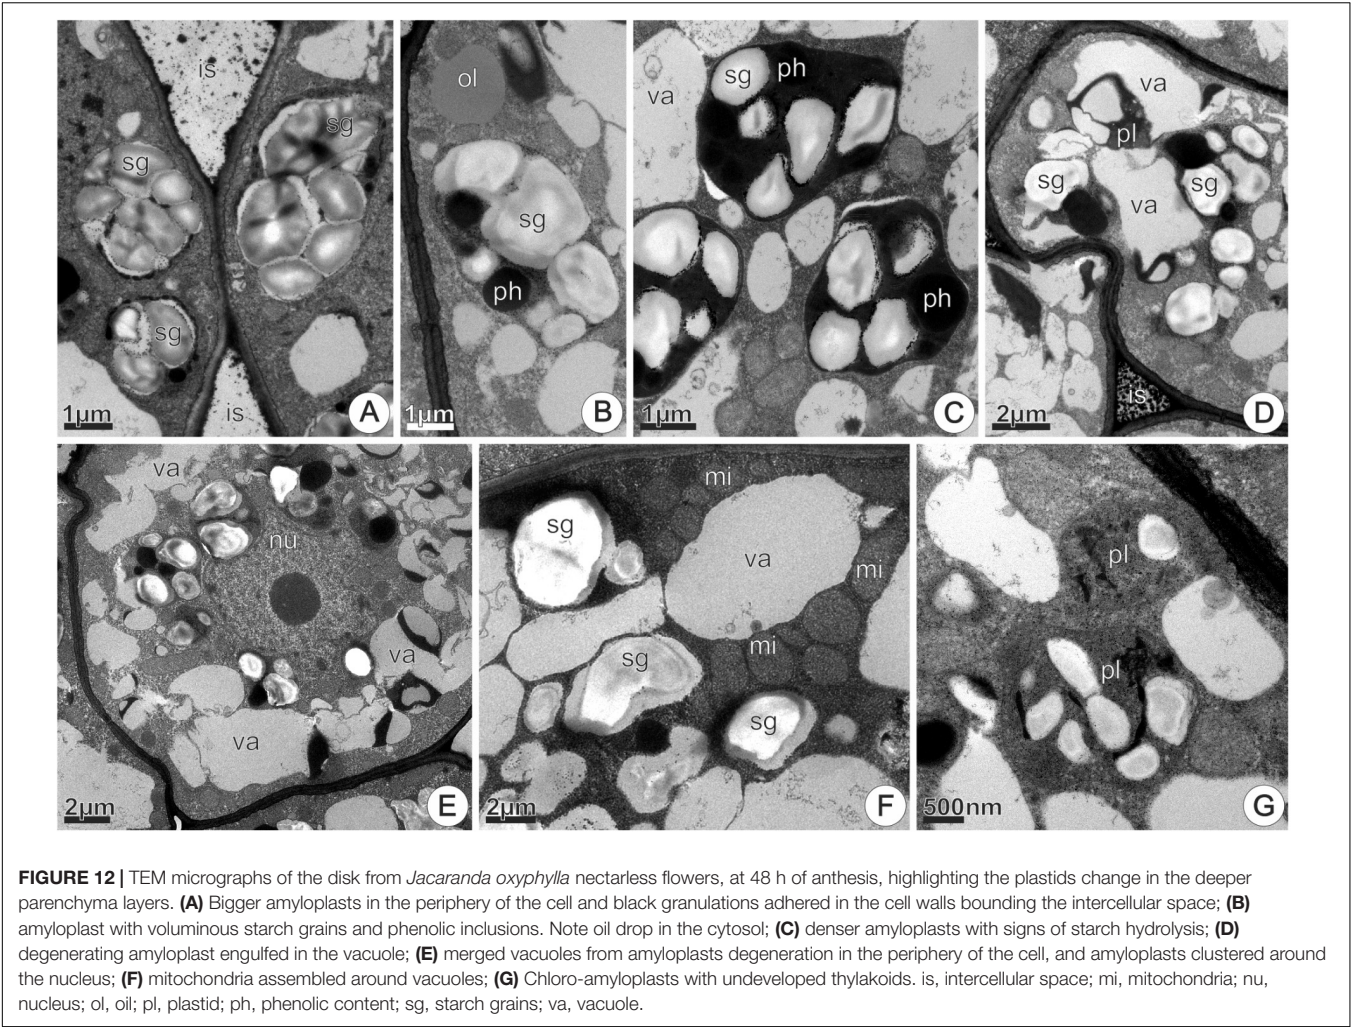 is
sg
sg
sg
is
1µm
A
ol
sg
ph
1µm
B
va
sg
ph
ph
1µm
C
va
pl
sg
sg
va
is
2µm
D
va
nu
va
va
2µm
E
mi
sg
va
mi
mi
sg
sg
2µm
F
pl
pl
500nm
G
FIGURE 12 | TEM micrographs of the disk from Jacaranda oxyphylla nectarless flowers, at 48 h of anthesis, highlighting the plastids change in the deeper
parenchyma layers. (A) Bigger amyloplasts in the periphery of the cell and black granulations adhered in the cell walls bounding the intercellular space; (B)
amyloplast with voluminous starch grains and phenolic inclusions. Note oil drop in the cytosol; (C) denser amyloplasts with signs of starch hydrolysis; (D)
degenerating amyloplast engulfed in the vacuole; (E) merged vacuoles from amyloplasts degeneration in the periphery of the cell, and amyloplasts clustered around
the nucleus; (F) mitochondria assembled around vacuoles; (G) Chloro-amyloplasts with undeveloped thylakoids. is, intercellular space; mi, mitochondria; nu,
nucleus; ol, oil; pl, plastid; ph, phenolic content; sg, starch grains; va, vacuole.